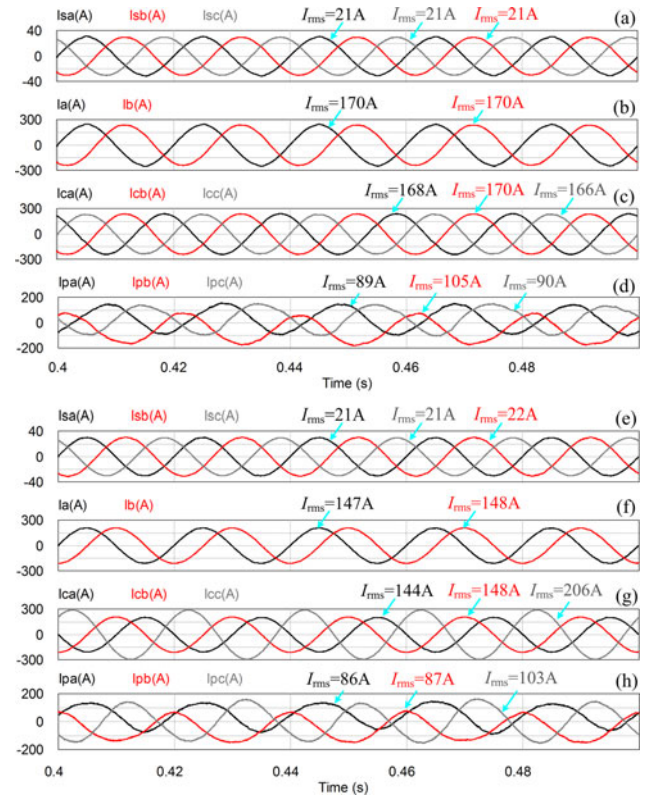 Isa(A) Isb(A) Isc(A) Irms=21A Irms=21A Irms=21A (a)
40
0
-40
Ia(A) Ib(A) Irms=170A Irms=170A (b)
300
0
-300
Ica(A) Icb(A) Icc(A) Irms=168A Irms=170A Irms=166A (c)
300
0
-300
Ipa(A) Ipb(A) Ipc(A) Irms=89A Irms=105A Irms=90A (d)
200
0
-200
0.4 0.42 0.44 0.46 0.48
Time (s)
Isa(A) Isb(A) Isc(A) Irms=21A Irms=21A Irms=22A (e)
40
0
-40
Ia(A) Ib(A) Irms=147A Irms=148A (f)
300
0
-300
Ica(A) Icb(A) Icc(A) Irms=144A Irms=148A Irms=206A (g)
300
0
-300
Ipa(A) Ipb(A) Ipc(A) Irms=86A Irms=87A Irms=103A (h)
200
0
-200
0.4 0.42 0.44 0.46 0.48
Time (s)